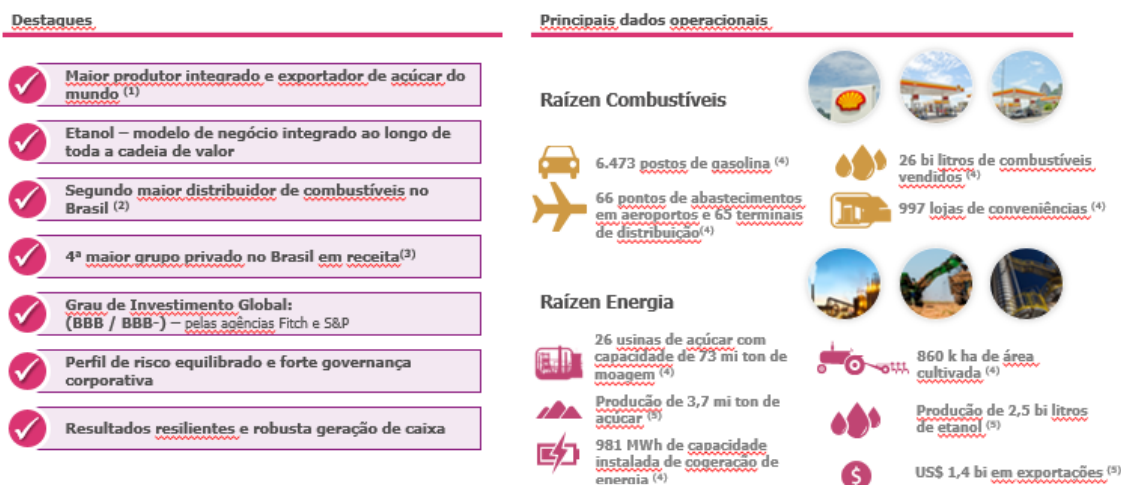 Destaques
Maior produtor integrado e exportador de açúcar do
mundo (1)
Etanol – modelo de negócio integrado ao longo de
toda a cadeia de valor
Segundo maior distribuidor de combustíveis no
Brasil (2)
4ª maior grupo privado no Brasil em receita(3)
Grau de Investimento Global:
(BBB / BBB-) – pelas agências Fitch e S&P
Perfil de risco equilibrado e forte governança
corporativa
Resultados resilientes e robusta geração de caixa
Principais dados operacionais
Raízen Combustíveis
6.473 postos de gasolina (4)
66 pontos de abastecimentos
em aeroportos e 65 terminais
de distribuição(4)
26 bi litros de combustíveis
vendidos (4)
997 lojas de conveniências (4)
Raízen Energia
26 usinas de açúcar com
capacidade de 73 mi ton de
moagem (4)
Produção de 3,7 mi ton de
açucar (5)
981 MWh de capacidade
instalada de cogeração de
energia (4)
860 k ha de área
cultivada (4)
Produção de 2,5 bi litros
de etanol (5)
US$ 1,4 bi em exportações (5)